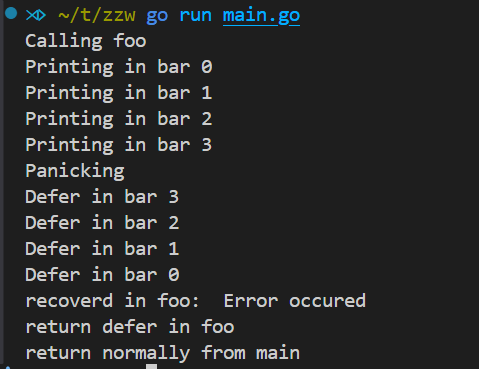 ~/t/zzw go run main.go
Calling foo
Printing in bar 0
Printing in bar 1
Printing in bar 2
Printing in bar 3
Panicking
Defer in bar 3
Defer in bar 2
Defer in bar 1
Defer in bar 0
recoverd in foo:  Error occured
return defer in foo
return normally from main